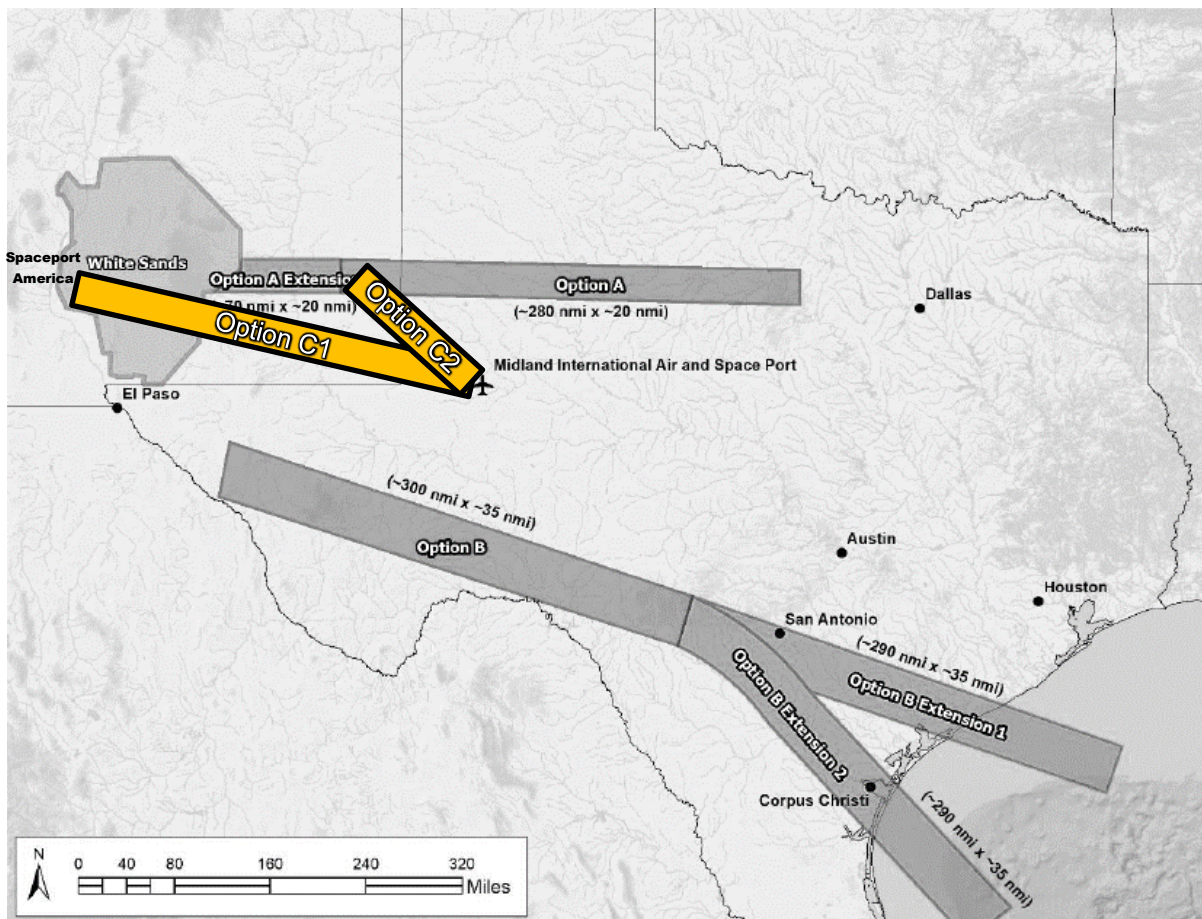 Spaceport
America
White Sands
Option A Extensio
70 nmi x ~20 nmi)
Option A
(~280 nmi x ~20 nmi)
Option C1
Option C2
Dallas
Midland International Air and Space Port
El Paso
(~300 nmi x ~35 nmi)
Option B
Austin
Houston
San Antonio
(~290 nmi x ~35 nmi)
Option B Extension 1
Option B Extension 2
Corpus Christi
(~290 nmi x ~35 nmi)
N
0 40 80 160 240 320
Miles